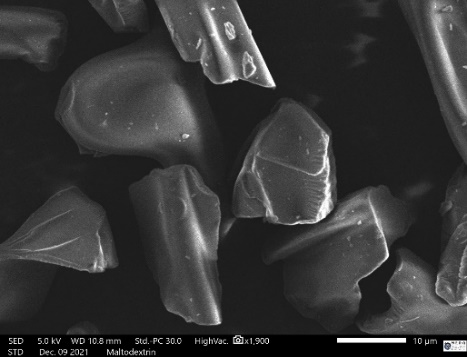 SED 5.0 kV WD 10.8 mm Std.-PC 30.0 HighVac. x1,900 10 µm
STD Dec. 09 2021 Maltodextrin